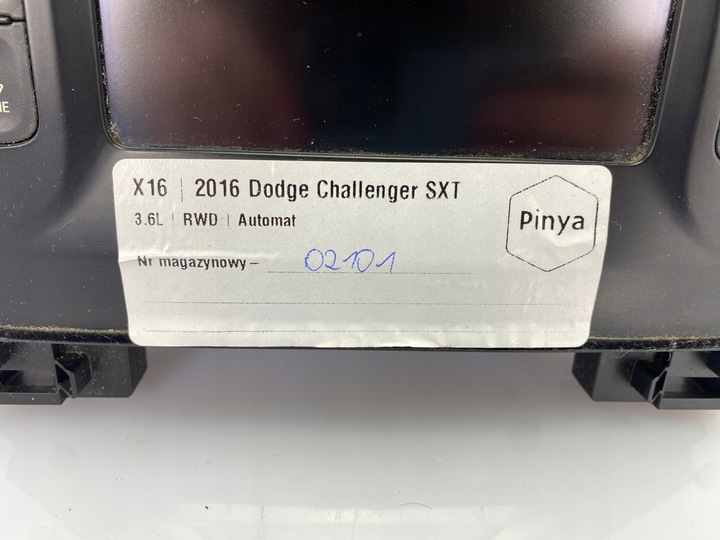 X16 | 2016 Dodge Challenger SXT
3.6L | RWD | Automat
Pinya
Nr magazynowy – 02101